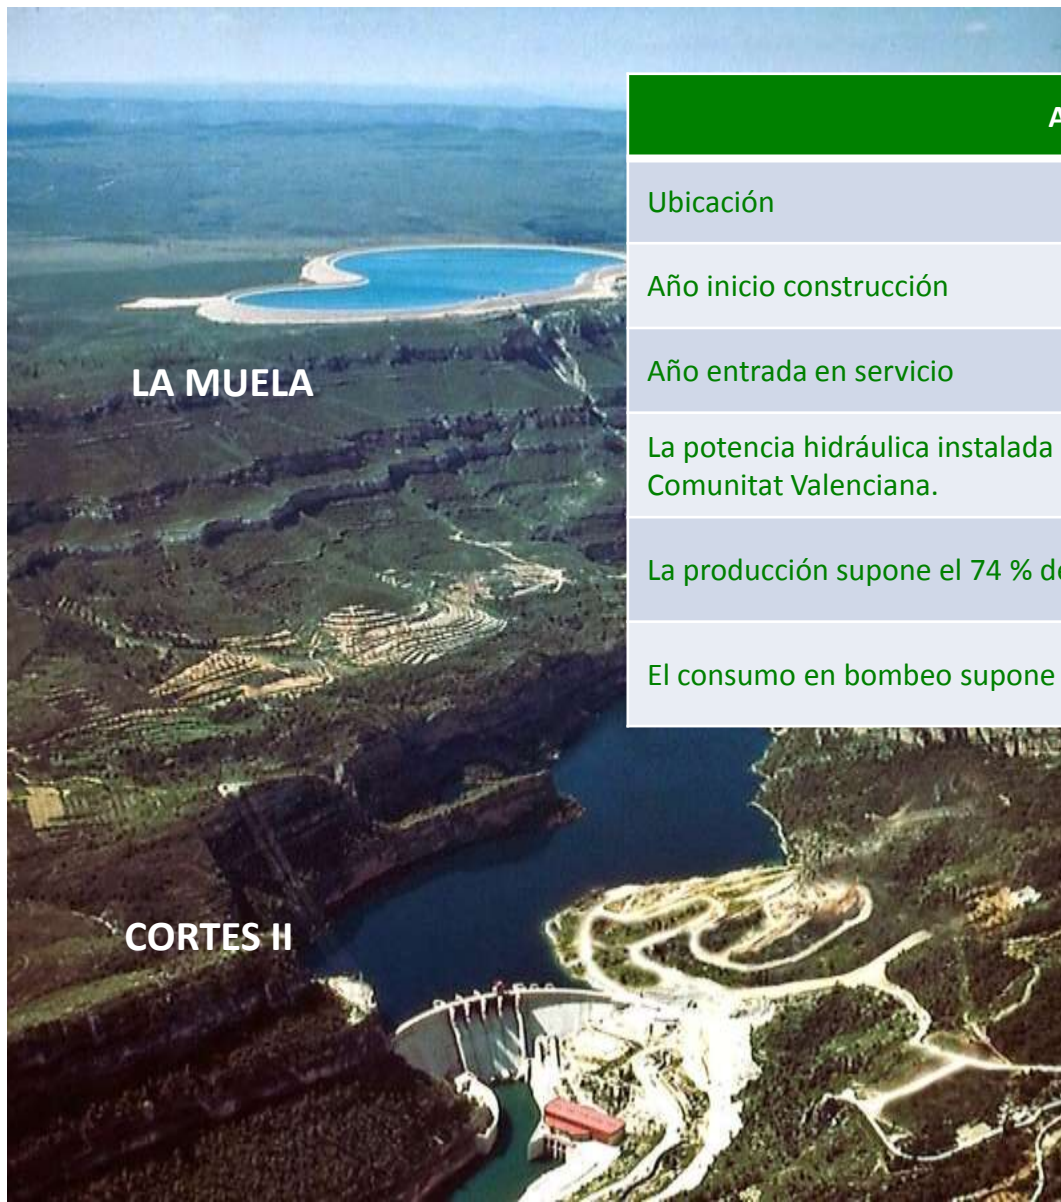 Ubicación
Año inicio construcción
Año entrada en servicio
LA MUELA
La potencia hidráulica instalada
Comunitat Valenciana.
La producción supone el 74 %
El consumo en bombeo supone
CORTES II